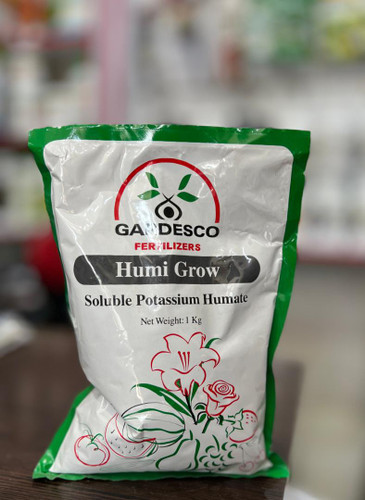 GARDESCO
FERTILIZERS
Humi Grow
Soluble Potassium Humate
Net Weight: 1 Kg